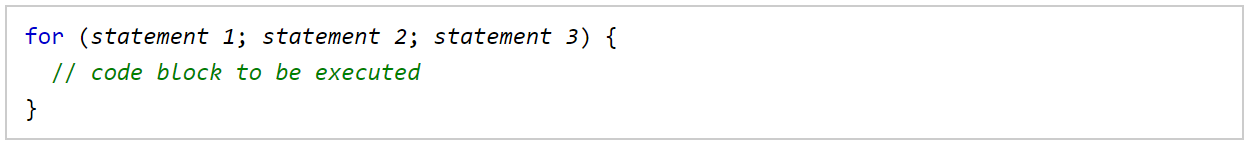 for (statement 1; statement 2; statement 3) {
  // code block to be executed
}